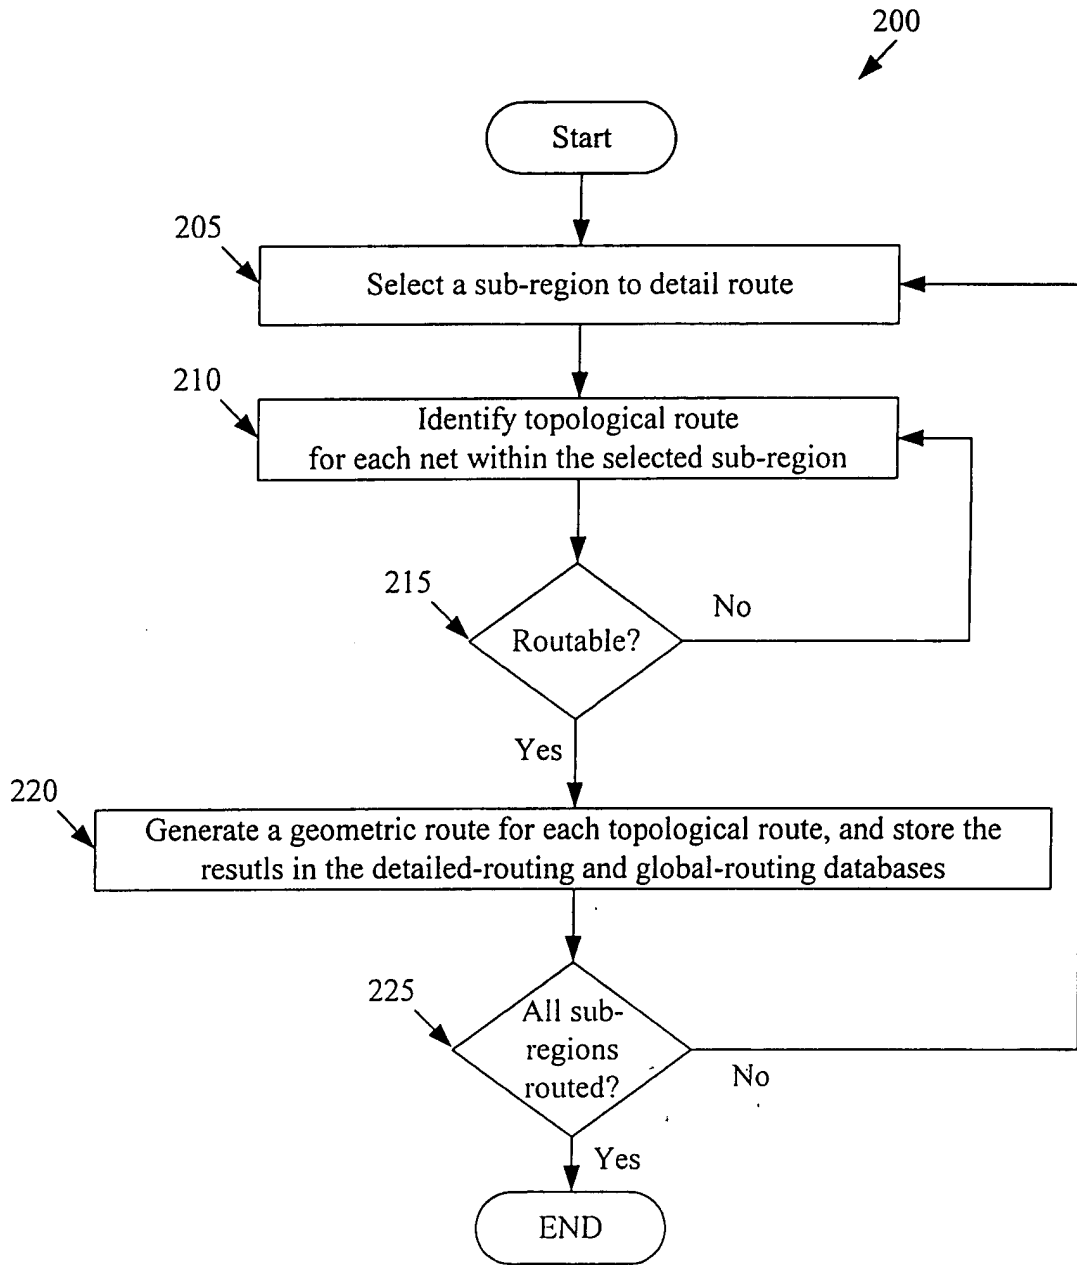 200
Start
205
Select a sub-region to detail route
210
Identify topological route
for each net within the selected sub-region
215
Routable?
No
Yes
220
Generate a geometric route for each topological route, and store the
resutls in the detailed-routing and global-routing databases
225
All sub-
regions
routed?
No
Yes
END